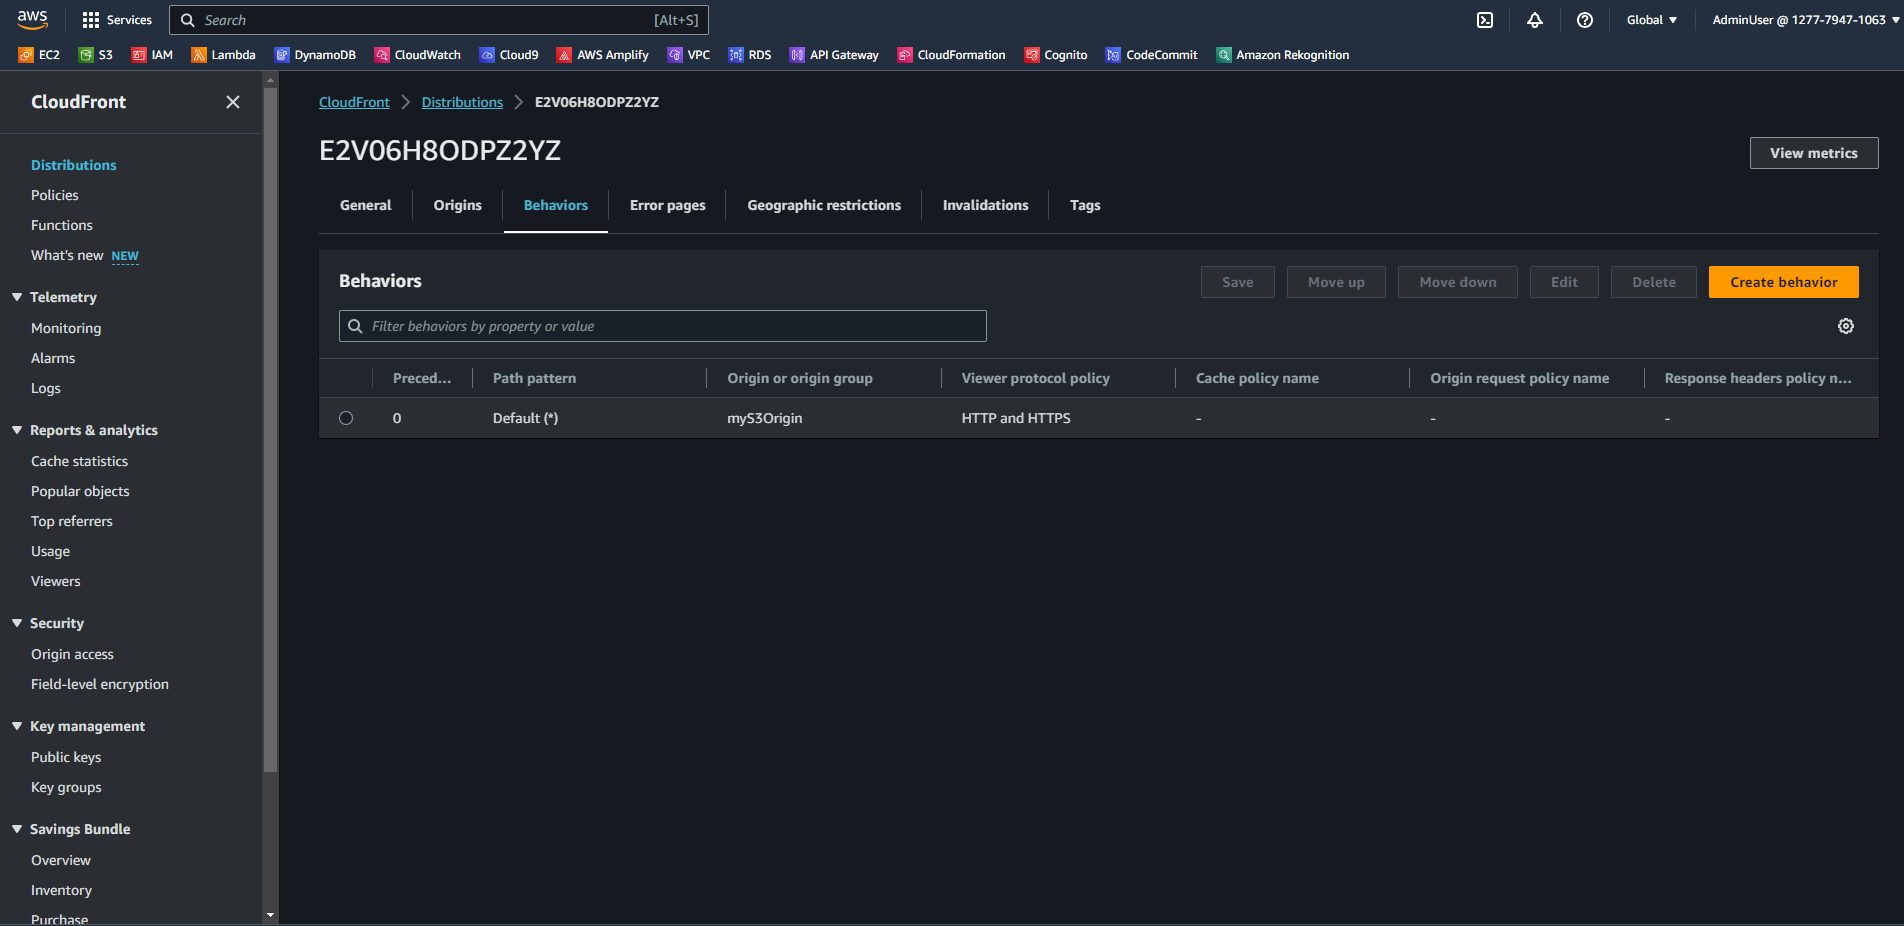 aws
Services
Search
[Alt+S]
Global
AdminUser @ 1277-7947-1063
EC2
S3
IAM
Lambda
DynamoDB
CloudWatch
Cloud9
AWS Amplify
VPC
RDS
API Gateway
CloudFormation
Cognito
CodeCommit
Amazon Rekognition
CloudFront
Distributions
Policies
Functions
What's new NEW
Telemetry
Monitoring
Alarms
Logs
Reports & analytics
Cache statistics
Popular objects
Top referrers
Usage
Viewers
Security
Origin access
Field-level encryption
Key management
Public keys
Key groups
Savings Bundle
Overview
Inventory
Purchase
CloudFront
Distributions
E2V06H8ODPZ2YZ
E2V06H8ODPZ2YZ
View metrics
General
Origins
Behaviors
Error pages
Geographic restrictions
Invalidations
Tags
Behaviors
Save
Move up
Move down
Edit
Delete
Create behavior
Filter behaviors by property or value
Preced...
Path pattern
Origin or origin group
Viewer protocol policy
Cache policy name
Origin request policy name
Response headers policy n...
0
Default (*)
myS3Origin
HTTP and HTTPS
-
-
-